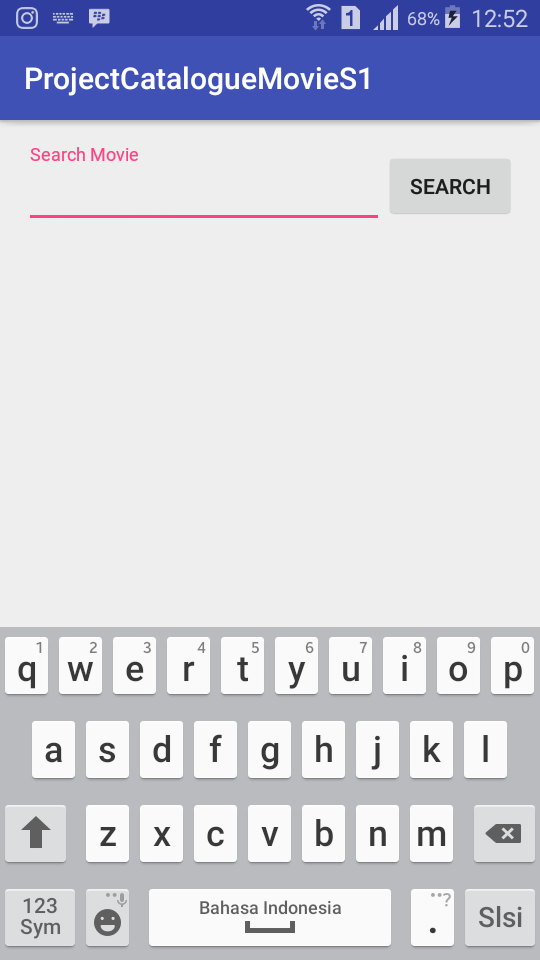 1 68% 12:52
ProjectCatalogueMovieS1
Search Movie
SEARCH
1 2 3 4 5 6 7 8 9 0
q w e r t y u i o p
a s d f g h j k l
z x c v b n m
123 Sym Bahasa Indonesia . ? Slsi